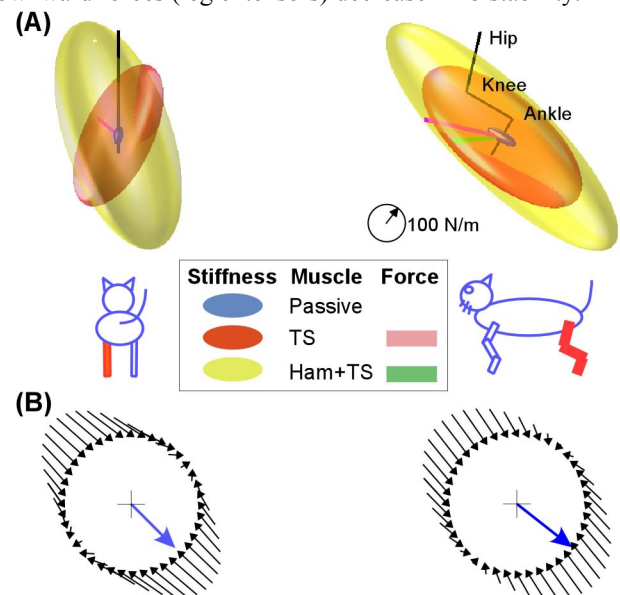 (A)
Hip
Knee
Ankle
100 N/m
Stiffness Muscle Force
Passive
TS
Ham+TS
(B)